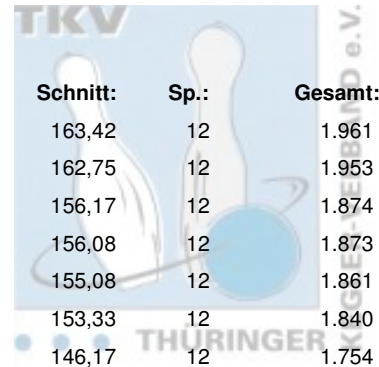 TKV
Schnitt: Sp.: Gesamt:
163,42 12 1.961
162,75 12 1.953
156,17 12 1.874
156,08 12 1.873
155,08 12 1.861
153,33 12 1.840
146,17 12 1.754
THÜRINGER
KEGLER-VERBAND e.V.